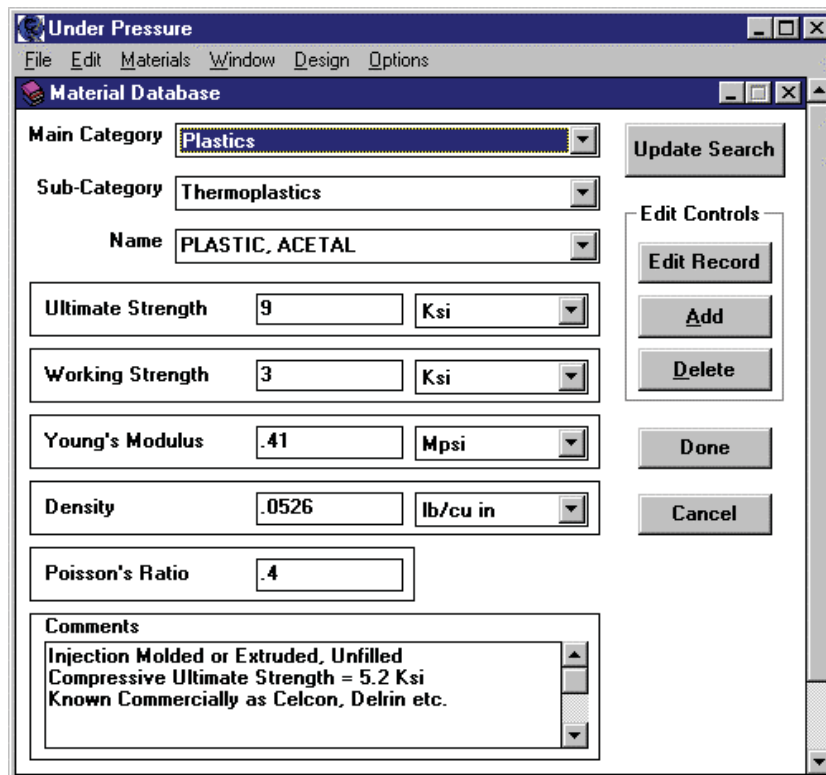 Under Pressure
File Edit Materials Window Design Options
Material Database
Main Category Plastics
Update Search
Sub-Category Thermoplastics
Edit Controls
Name PLASTIC, ACETAL
Edit Record
Ultimate Strength 9 Ksi
Add
Working Strength 3 Ksi
Delete
Young's Modulus .41 Mpsi
Done
Density .0526 lb/cu in
Cancel
Poisson's Ratio .4
Comments
Injection Molded or Extruded, Unfilled
Compressive Ultimate Strength = 5.2 Ksi
Known Commercially as Celcon, Delrin etc.